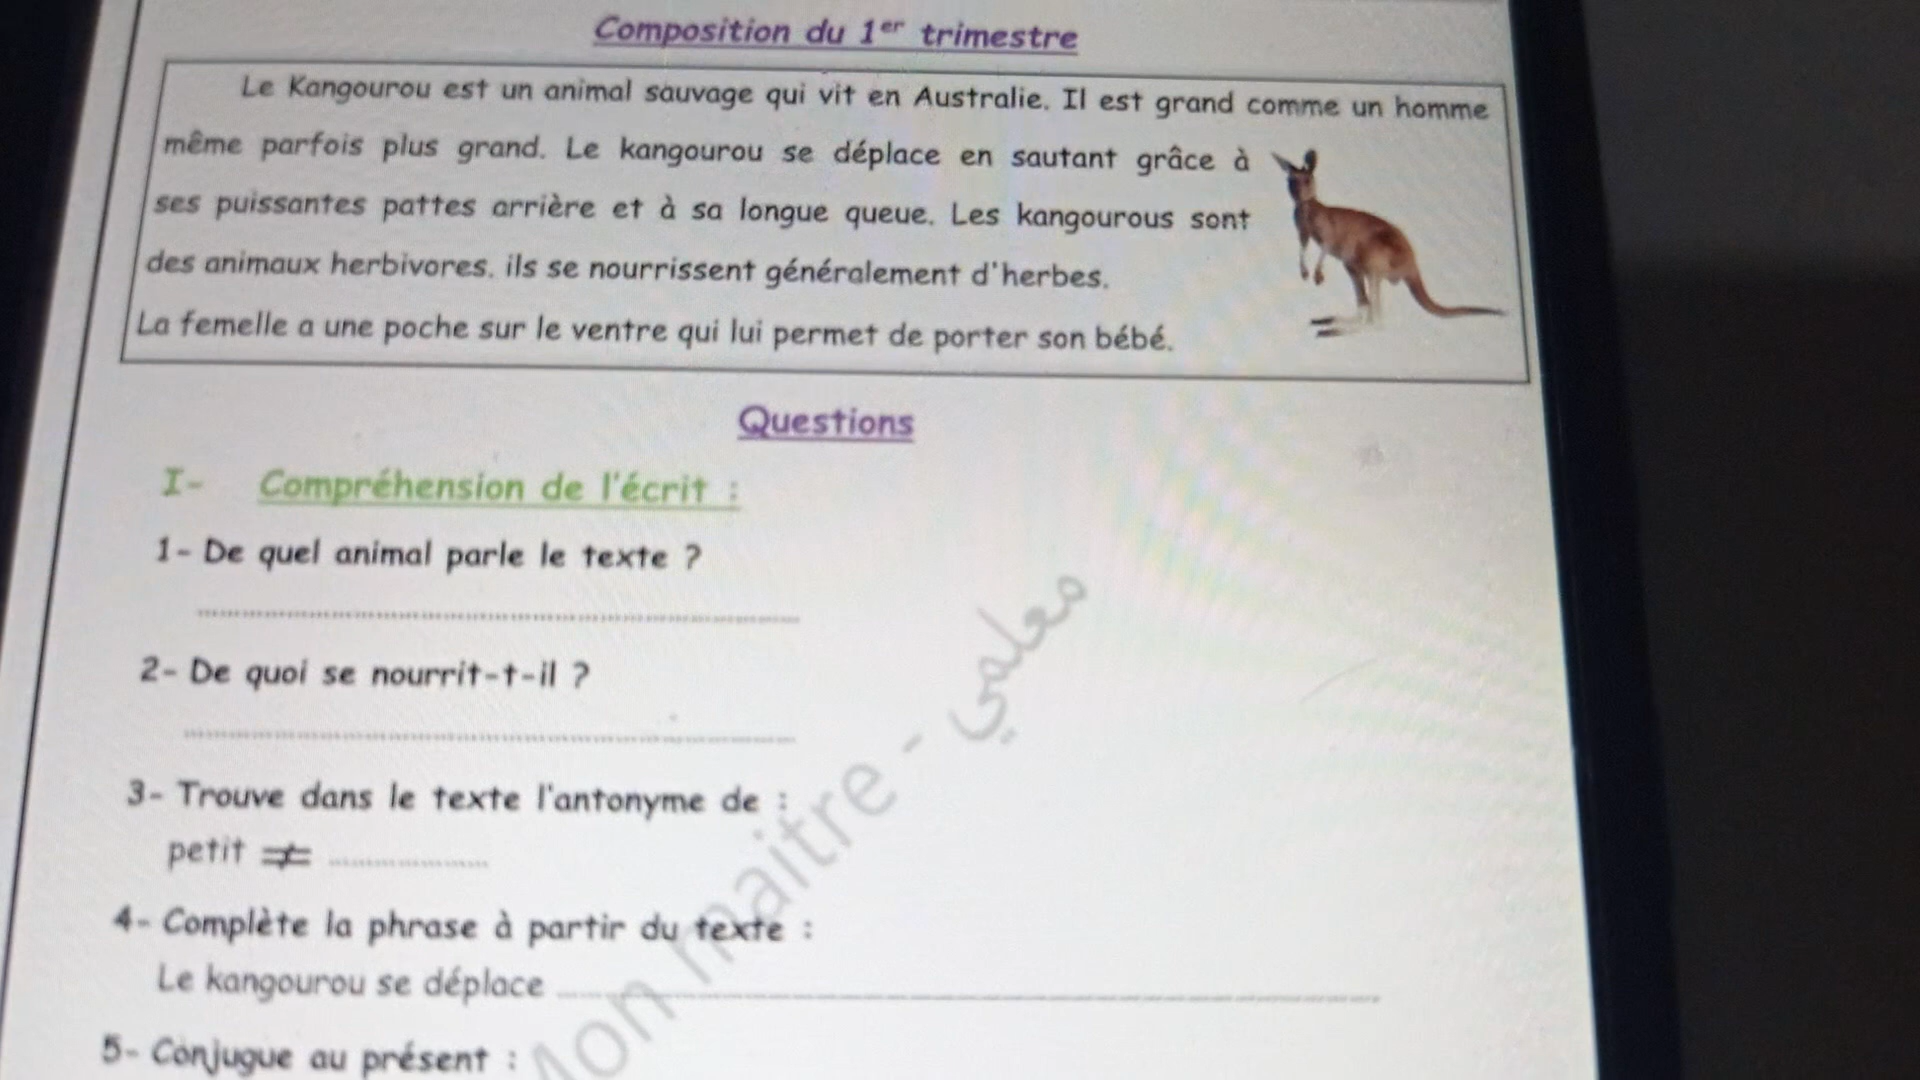 Composition du 1er trimestre
Le Kangourou est un animal sauvage qui vit en Australie. Il est grand comme un homme
même parfois plus grand. Le kangourou se déplace en sautant grâce à
ses puissantes pattes arrière et à sa longue queue. Les kangourous sont
des animaux herbivores. ils se nourrissent généralement d'herbes.
La femelle a une poche sur le ventre qui lui permet de porter son bébé.
Questions
I- Compréhension de l'écrit :
1- De quel animal parle le texte ?
2- De quoi se nourrit-t-il ?
3- Trouve dans le texte l'antonyme de :
petit ≠ ....................
4- Complète la phrase à partir du texte :
Le kangourou se déplace
5- Conjugue au présent :
Mon maitre - معلمي